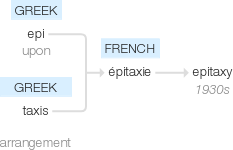 GREEK
epi
upon
FRENCH
GREEK
épitaxie
epitaxy
1930s
taxis
arrangement